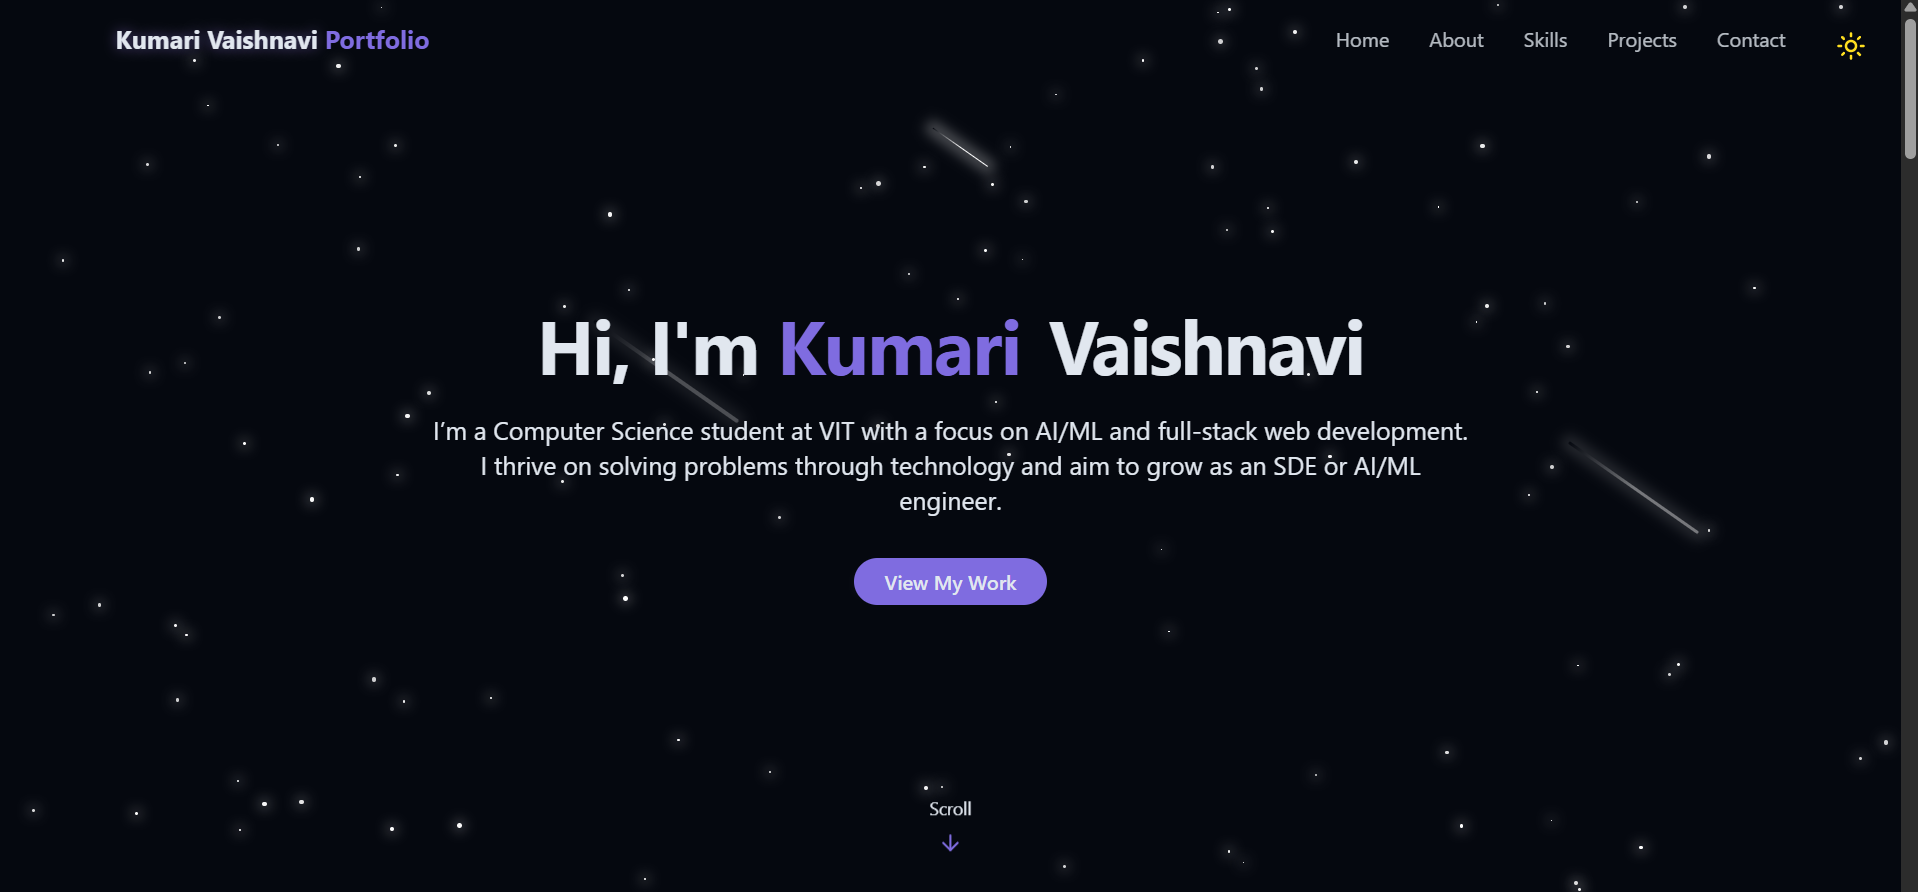 Kumari Vaishnavi Portfolio
Home About Skills Projects Contact
Hi, I'm Kumari Vaishnavi
I’m a Computer Science student at VIT with a focus on AI/ML and full-stack web development.
I thrive on solving problems through technology and aim to grow as an SDE or AI/ML
engineer.
View My Work
Scroll